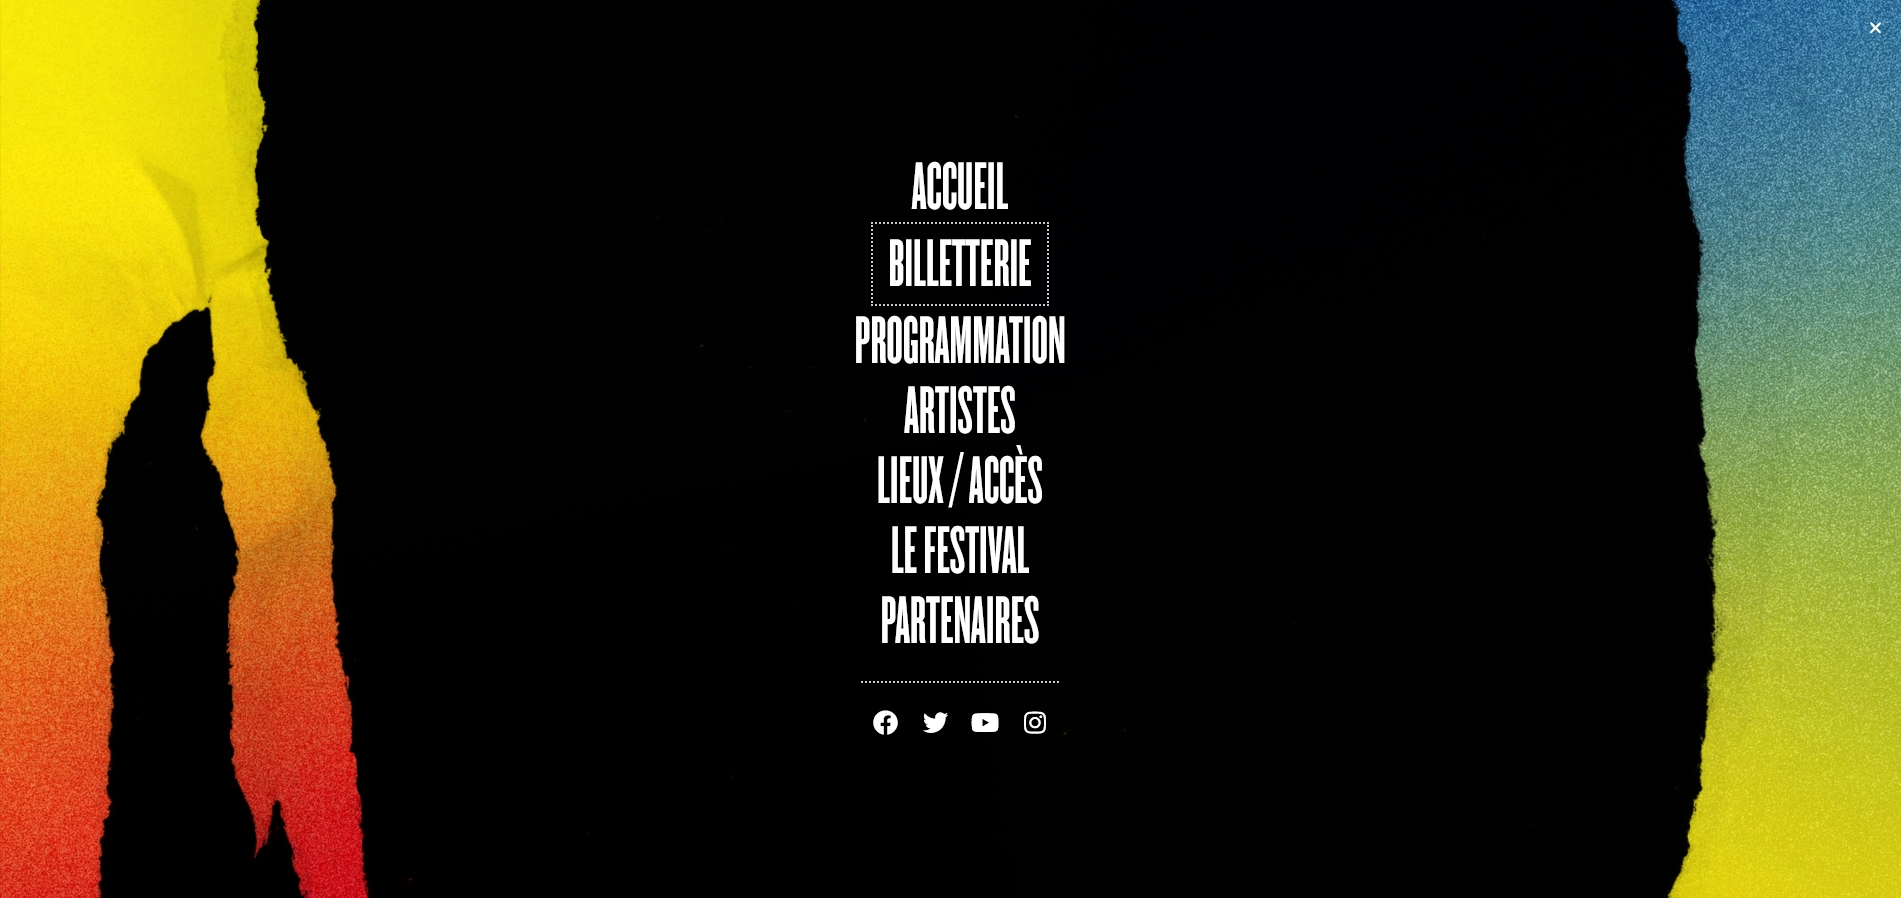 ACCUEIL
BILLETTERIE
PROGRAMMATION
ARTISTES
LIEUX / ACCÈS
LE FESTIVAL
PARTENAIRES